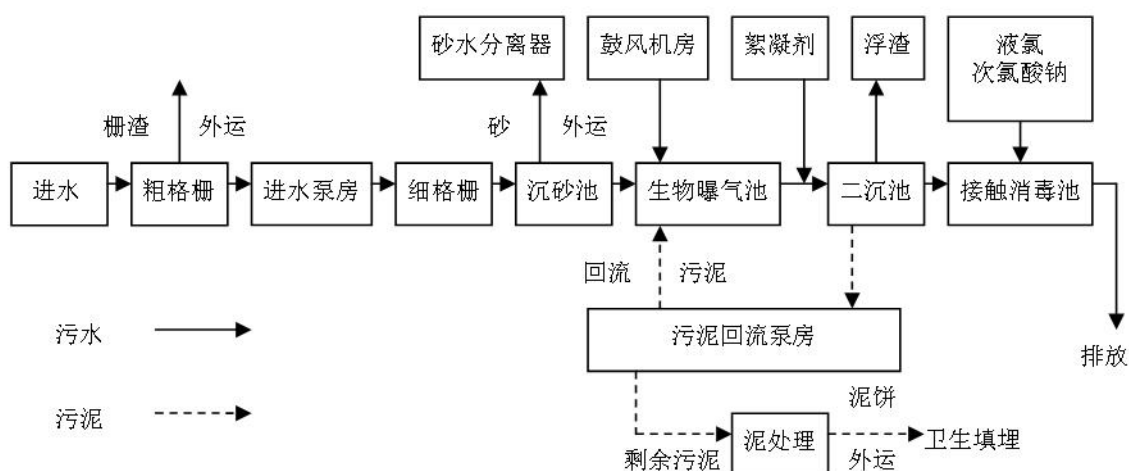 砂水分离器
鼓风机房
絮凝剂
浮渣
液氯
次氯酸钠
栅渣
外运
砂
外运
进水
粗格栅
进水泵房
细格栅
沉砂池
生物曝气池
二沉池
接触消毒池
回流
污泥
污水
污泥回流泵房
排放
污泥
泥饼
剩余污泥
泥处理
外运
卫生填埋